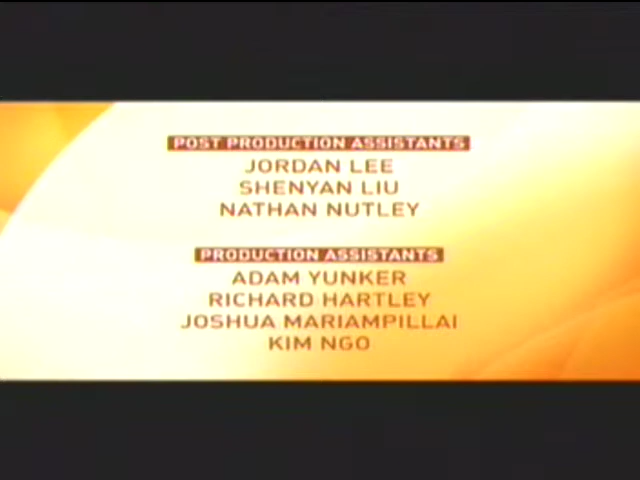 POST PRODUCTION ASSISTANTS
JORDAN LEE
SHENYAN LIU
NATHAN NUTLEY
PRODUCTION ASSISTANTS
ADAM YUNKER
RICHARD HARTLEY
JOSHUA MARIAMPILLAI
KIM NGO